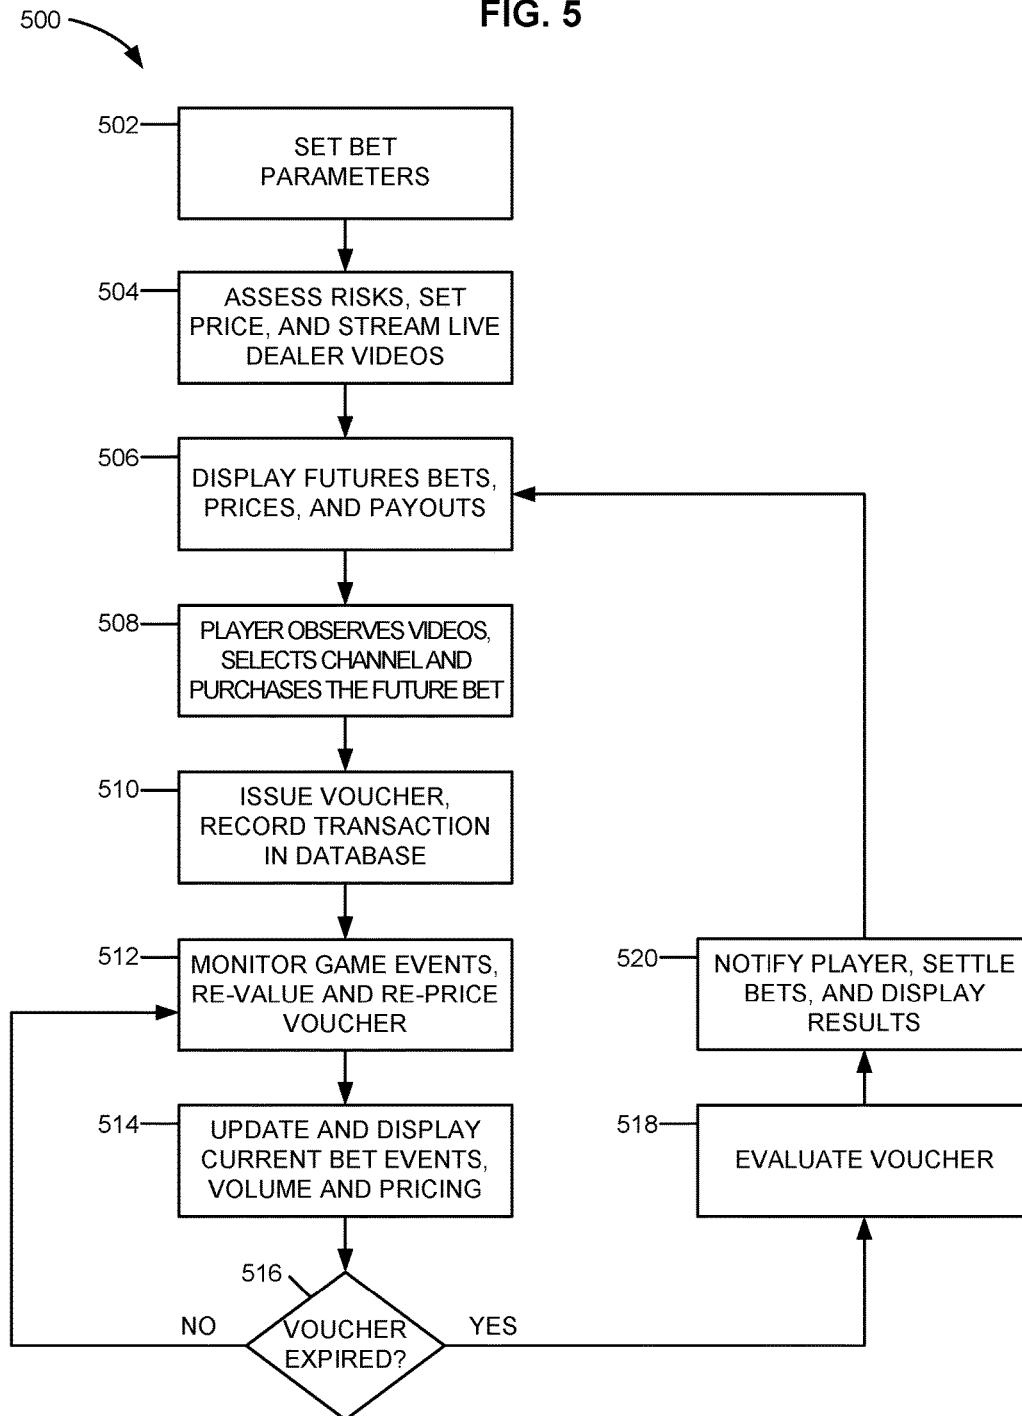 FIG. 5
500
502
SET BET
PARAMETERS
504
ASSESS RISKS, SET
PRICE, AND STREAM LIVE
DEALER VIDEOS
506
DISPLAY FUTURES BETS,
PRICES, AND PAYOUTS
508
PLAYER OBSERVES VIDEOS,
SELECTS CHANNEL AND
PURCHASES THE FUTURE BET
510
ISSUE VOUCHER,
RECORD TRANSACTION
IN DATABASE
512
MONITOR GAME EVENTS,
RE-VALUE AND RE-PRICE
VOUCHER
514
UPDATE AND DISPLAY
CURRENT BET EVENTS,
VOLUME AND PRICING
516
VOUCHER
EXPIRED?
NO
YES
518
EVALUATE VOUCHER
520
NOTIFY PLAYER, SETTLE
BETS, AND DISPLAY
RESULTS